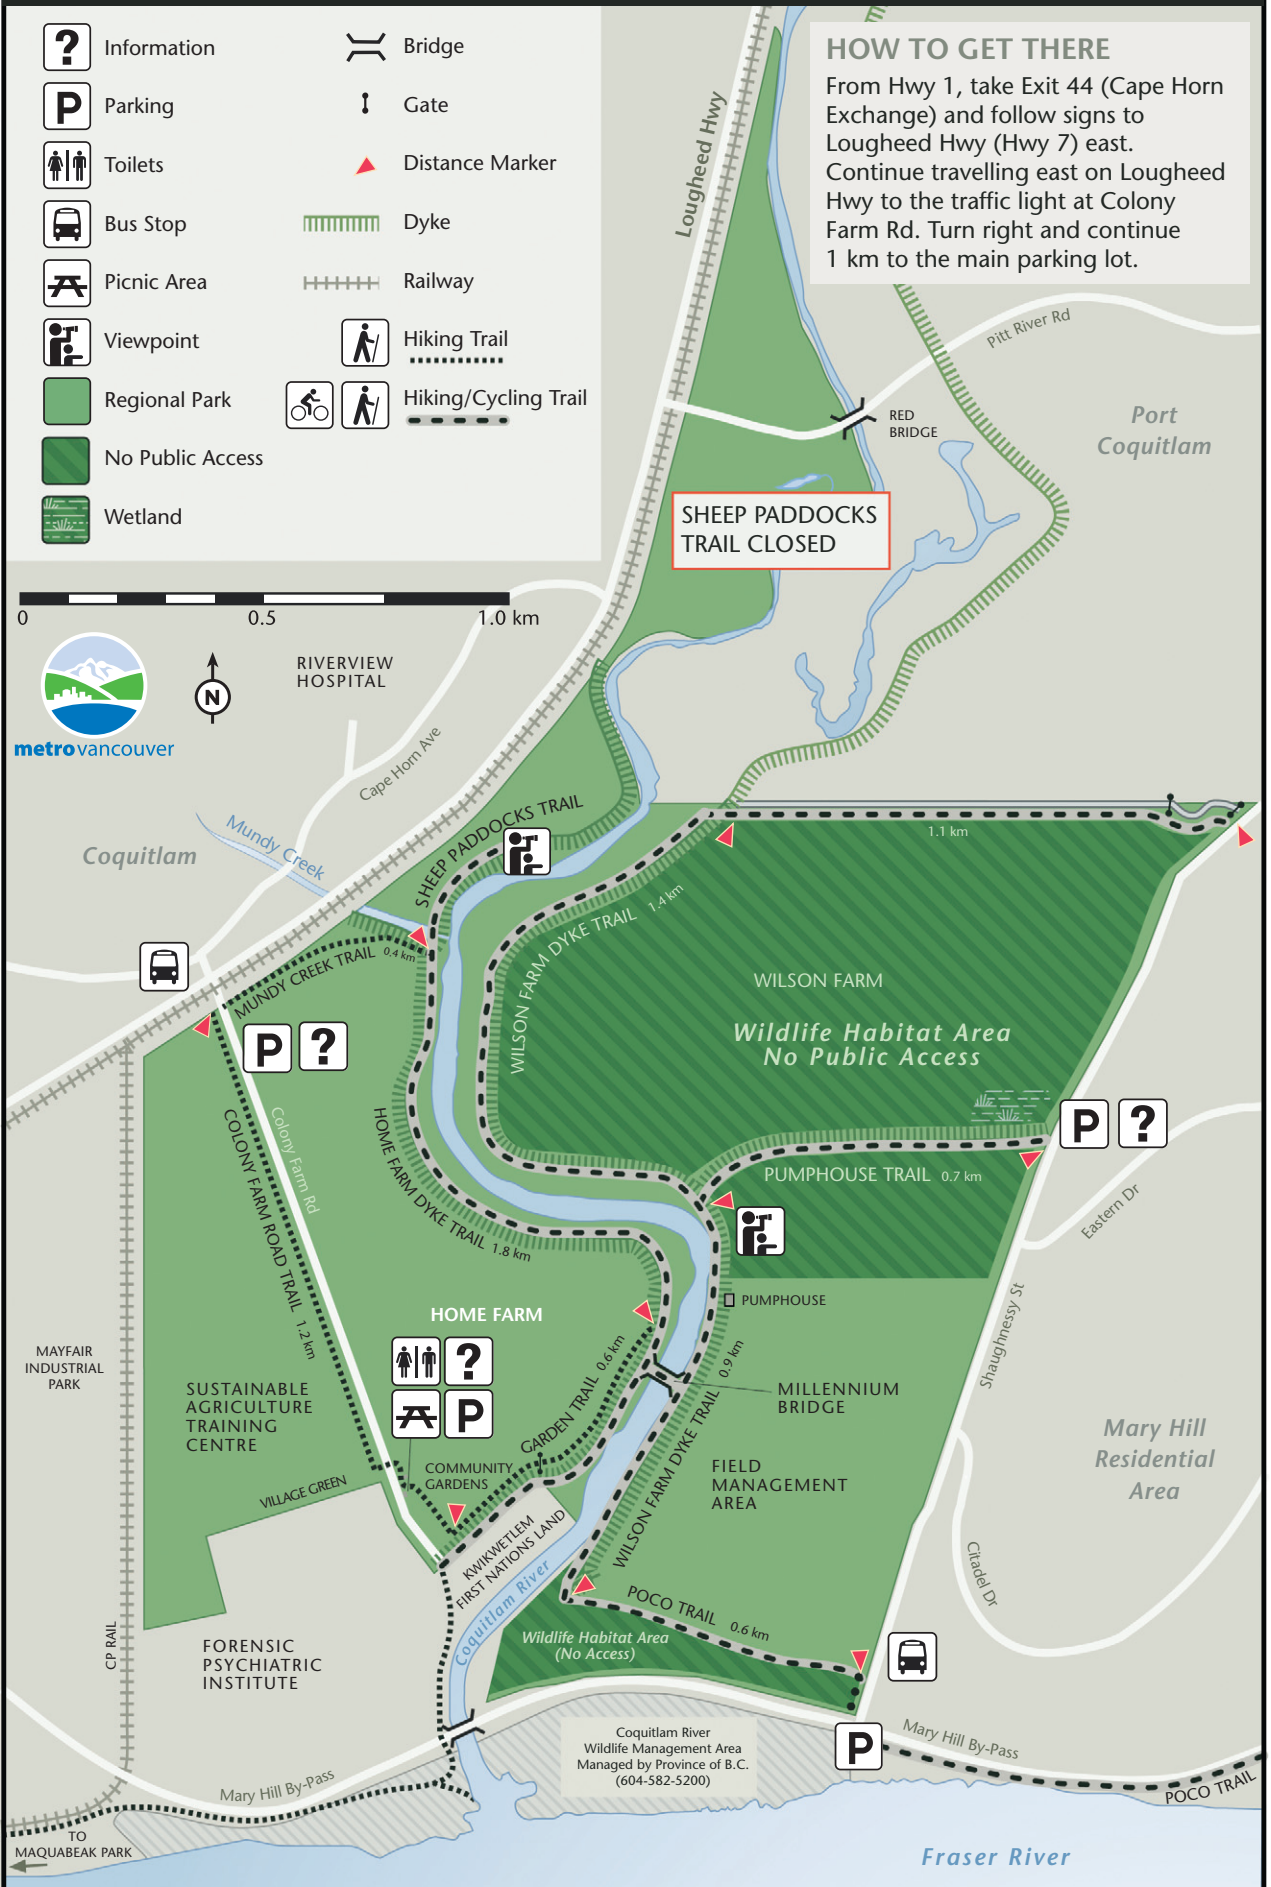 ? Information
P Parking
Toilets
Bus Stop
Picnic Area
Viewpoint
Regional Park
No Public Access
Wetland
Bridge
Gate
Distance Marker
Dyke
Railway
Hiking Trail
Hiking/Cycling Trail
HOW TO GET THERE
From Hwy 1, take Exit 44 (Cape Horn
Exchange) and follow signs to
Lougheed Hwy (Hwy 7) east.
Continue travelling east on Lougheed
Hwy to the traffic light at Colony
Farm Rd. Turn right and continue
1 km to the main parking lot.
Lougheed Hwy
Pitt River Rd
RED
BRIDGE
Port
Coquitlam
SHEEP PADDOCKS
TRAIL CLOSED
0 0.5 1.0 km
metrovancouver
N
RIVERVIEW
HOSPITAL
Cape Horn Ave
Mundy Creek
Coquitlam
SHEEP PADDOCKS TRAIL
1.1 km
WILSON FARM DYKE TRAIL 1.4 km
MUNDY CREEK TRAIL 0.4 km
WILSON FARM
Wildlife Habitat Area
No Public Access
P ?
P ?
COLONY FARM ROAD TRAIL 1.2 km
Colony Farm Rd
HOME FARM DYKE TRAIL 1.8 km
PUMPHOUSE TRAIL 0.7 km
Eastern Dr
PUMPHOUSE
HOME FARM
?
P
MAYFAIR
INDUSTRIAL
PARK
SUSTAINABLE
AGRICULTURE
TRAINING
CENTRE
GARDEN TRAIL 0.6 km
WILSON FARM DYKE TRAIL 0.9 km
MILLENNIUM
BRIDGE
Shaughnessy St
Mary Hill
Residential
Area
COMMUNITY
GARDENS
FIELD
MANAGEMENT
AREA
VILLAGE GREEN
KWIKWETLEM
FIRST NATIONS LAND
Coquitlam River
Citadel Dr
POCO TRAIL 0.6 km
CP RAIL
FORENSIC
PSYCHIATRIC
INSTITUTE
Wildlife Habitat Area
(No Access)
Coquitlam River
Wildlife Management Area
Managed by Province of B.C.
(604-582-5200)
P
Mary Hill By-Pass
Mary Hill By-Pass
POCO TRAIL
TO
MAQUABEAK PARK
Fraser River